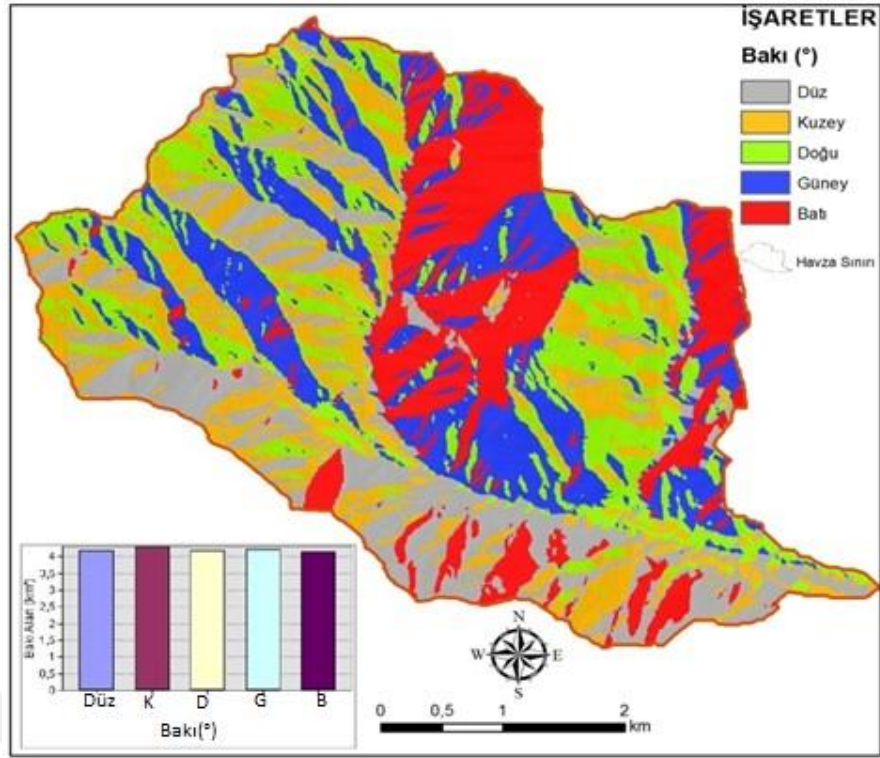 İŞARETLER
Bakı (°)
Düz
Kuzey
Doğu
Güney
Batı
Havza Sınırı
Bakı Alan (km²)
4
3,5
3
2,5
2
1,5
1
0,5
0
Düz K D G B
Bakı(°)
N
W E
S
0 0,5 1 2
km